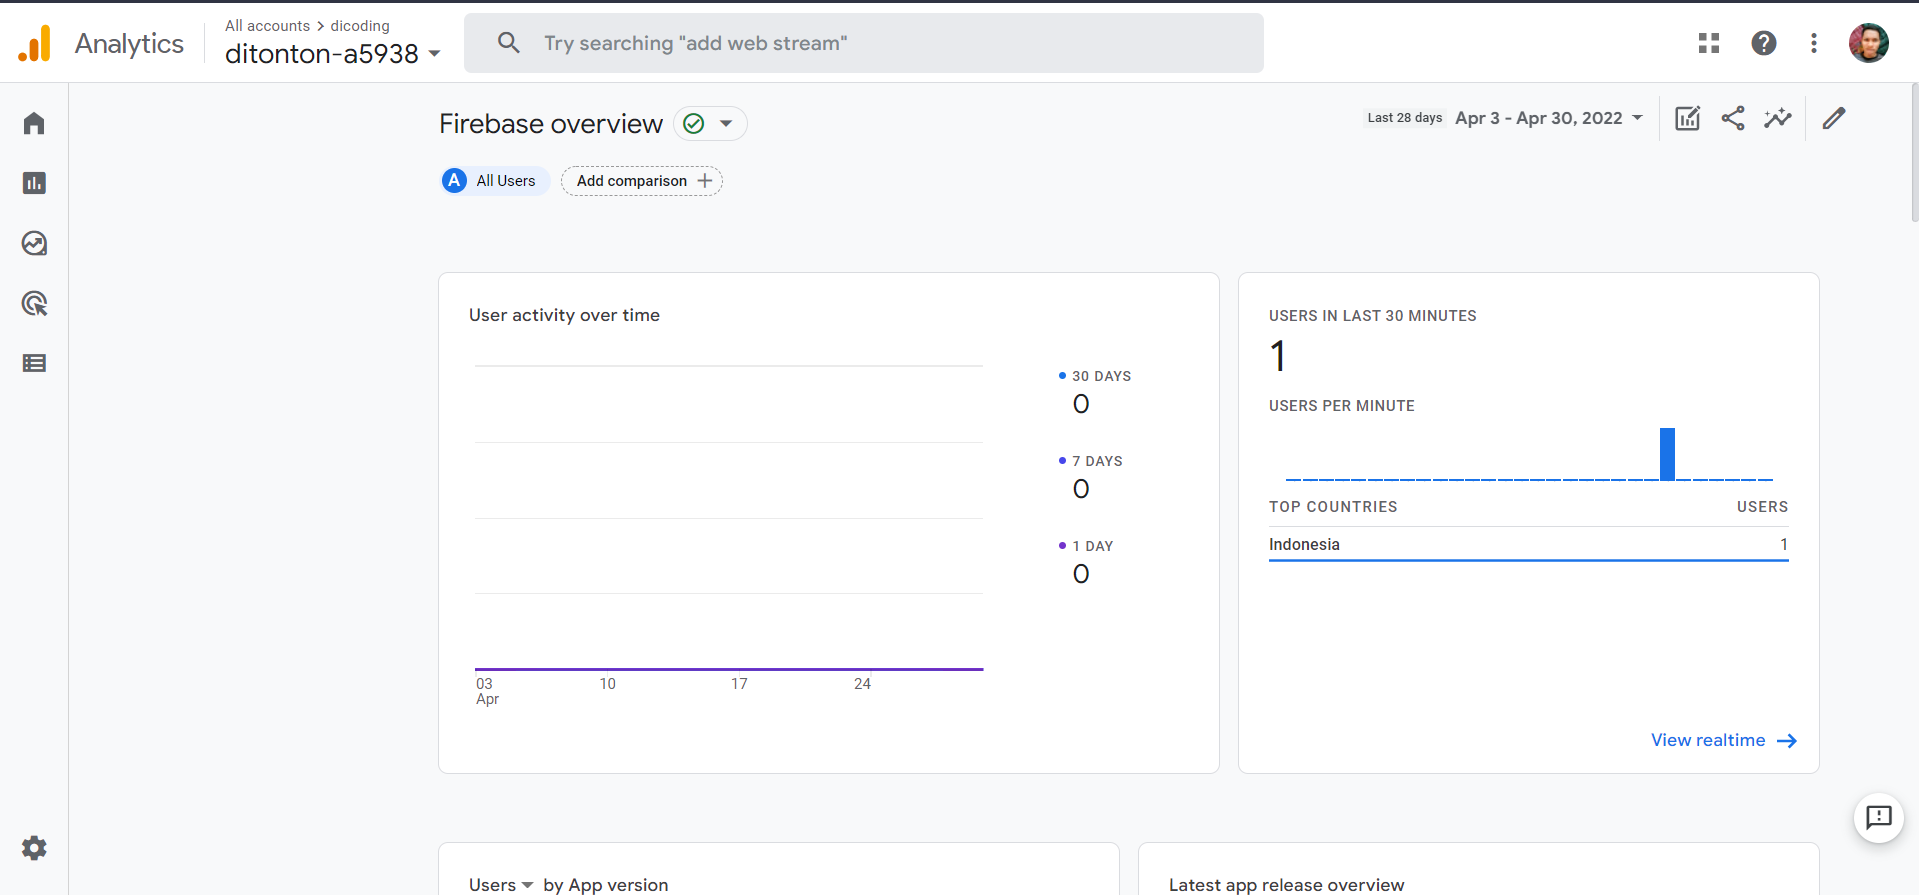 Analytics
All accounts > dicoding
ditonton-a5938
Try searching "add web stream"
Firebase overview
Last 28 days Apr 3 - Apr 30, 2022
A All Users
Add comparison
User activity over time
30 DAYS
0
7 DAYS
0
1 DAY
0
03 10 17 24
Apr
USERS IN LAST 30 MINUTES
1
USERS PER MINUTE
TOP COUNTRIES USERS
Indonesia 1
View realtime
Users by App version
Latest app release overview